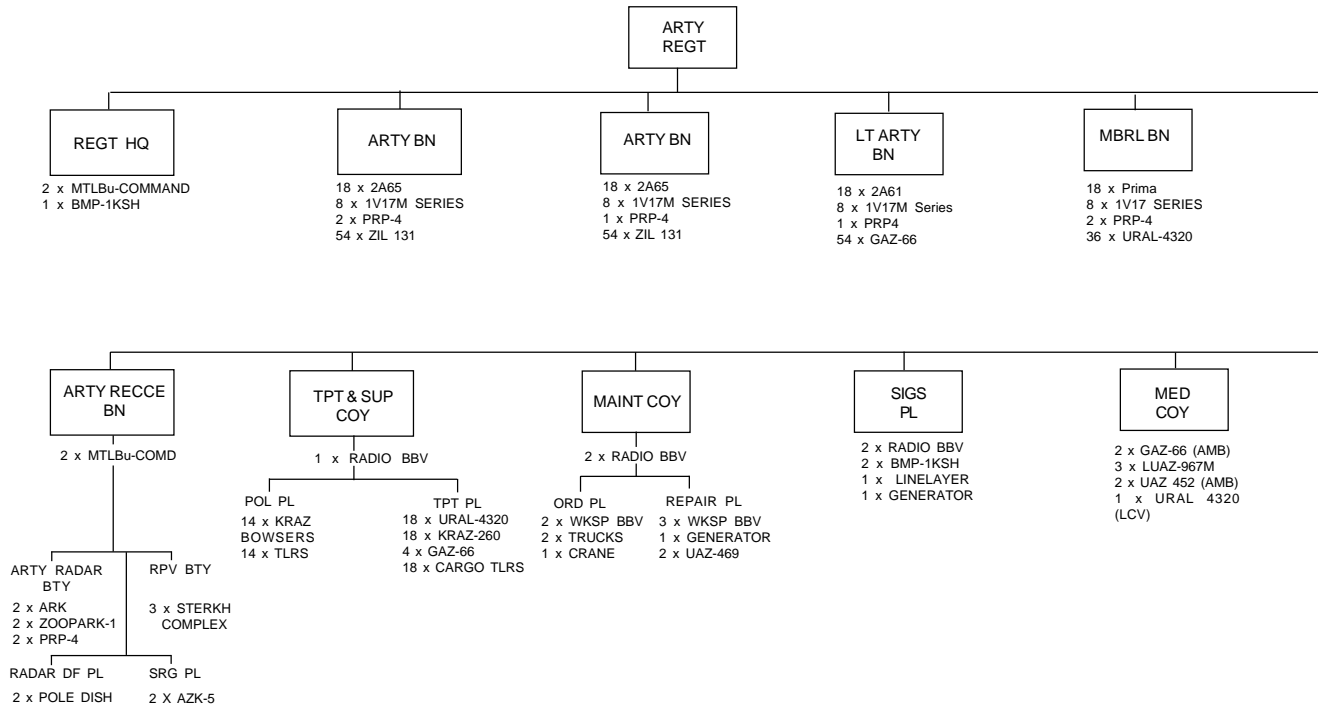 ARTY
REGT
REGT HQ
2 x MTLBu-COMMAND
1 x BMP-1KSH
ARTY BN
18 x 2A65
8 x 1V17M SERIES
2 x PRP-4
54 x ZIL 131
ARTY BN
18 x 2A65
8 x 1V17M SERIES
1 x PRP-4
54 x ZIL 131
LT ARTY
BN
18 x 2A61
8 x 1V17M Series
1 x PRP4
54 x GAZ-66
MBRL BN
18 x Prima
8 x 1V17 SERIES
2 x PRP-4
36 x URAL-4320
ARTY RECCE
BN
2 x MTLBu-COMD
ARTY RADAR
BTY
2 x ARK
2 x ZOOPARK-1
2 x PRP-4
RPV BTY
3 x STERKH
COMPLEX
RADAR DF PL
2 x POLE DISH
SRG PL
2 X AZK-5
TPT & SUP
COY
1 x RADIO BBV
POL PL
14 x KRAZ
BOWSERS
14 x TLRS
TPT PL
18 x URAL-4320
18 x KRAZ-260
4 x GAZ-66
18 x CARGO TLRS
MAINT COY
2 x RADIO BBV
ORD PL
2 x WKSP BBV
2 x TRUCKS
1 x CRANE
REPAIR PL
3 x WKSP BBV
1 x GENERATOR
2 x UAZ-469
SIGS
PL
2 x RADIO BBV
2 x BMP-1KSH
1 x LINELAYER
1 x GENERATOR
MED
COY
2 x GAZ-66 (AMB)
3 x LUAZ-967M
2 x UAZ 452 (AMB)
1 x URAL 4320
(LCV)